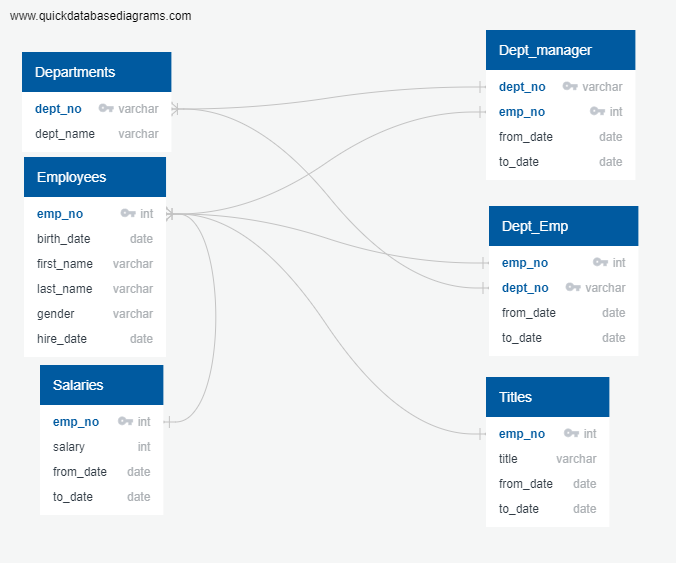 www.quickdatabasediagrams.com
Departments
dept_no varchar
dept_name varchar
Employees
emp_no int
birth_date date
first_name varchar
last_name varchar
gender varchar
hire_date date
Salaries
emp_no int
salary int
from_date date
to_date date
Dept_manager
dept_no varchar
emp_no int
from_date date
to_date date
Dept_Emp
emp_no int
dept_no varchar
from_date date
to_date date
Titles
emp_no int
title varchar
from_date date
to_date date